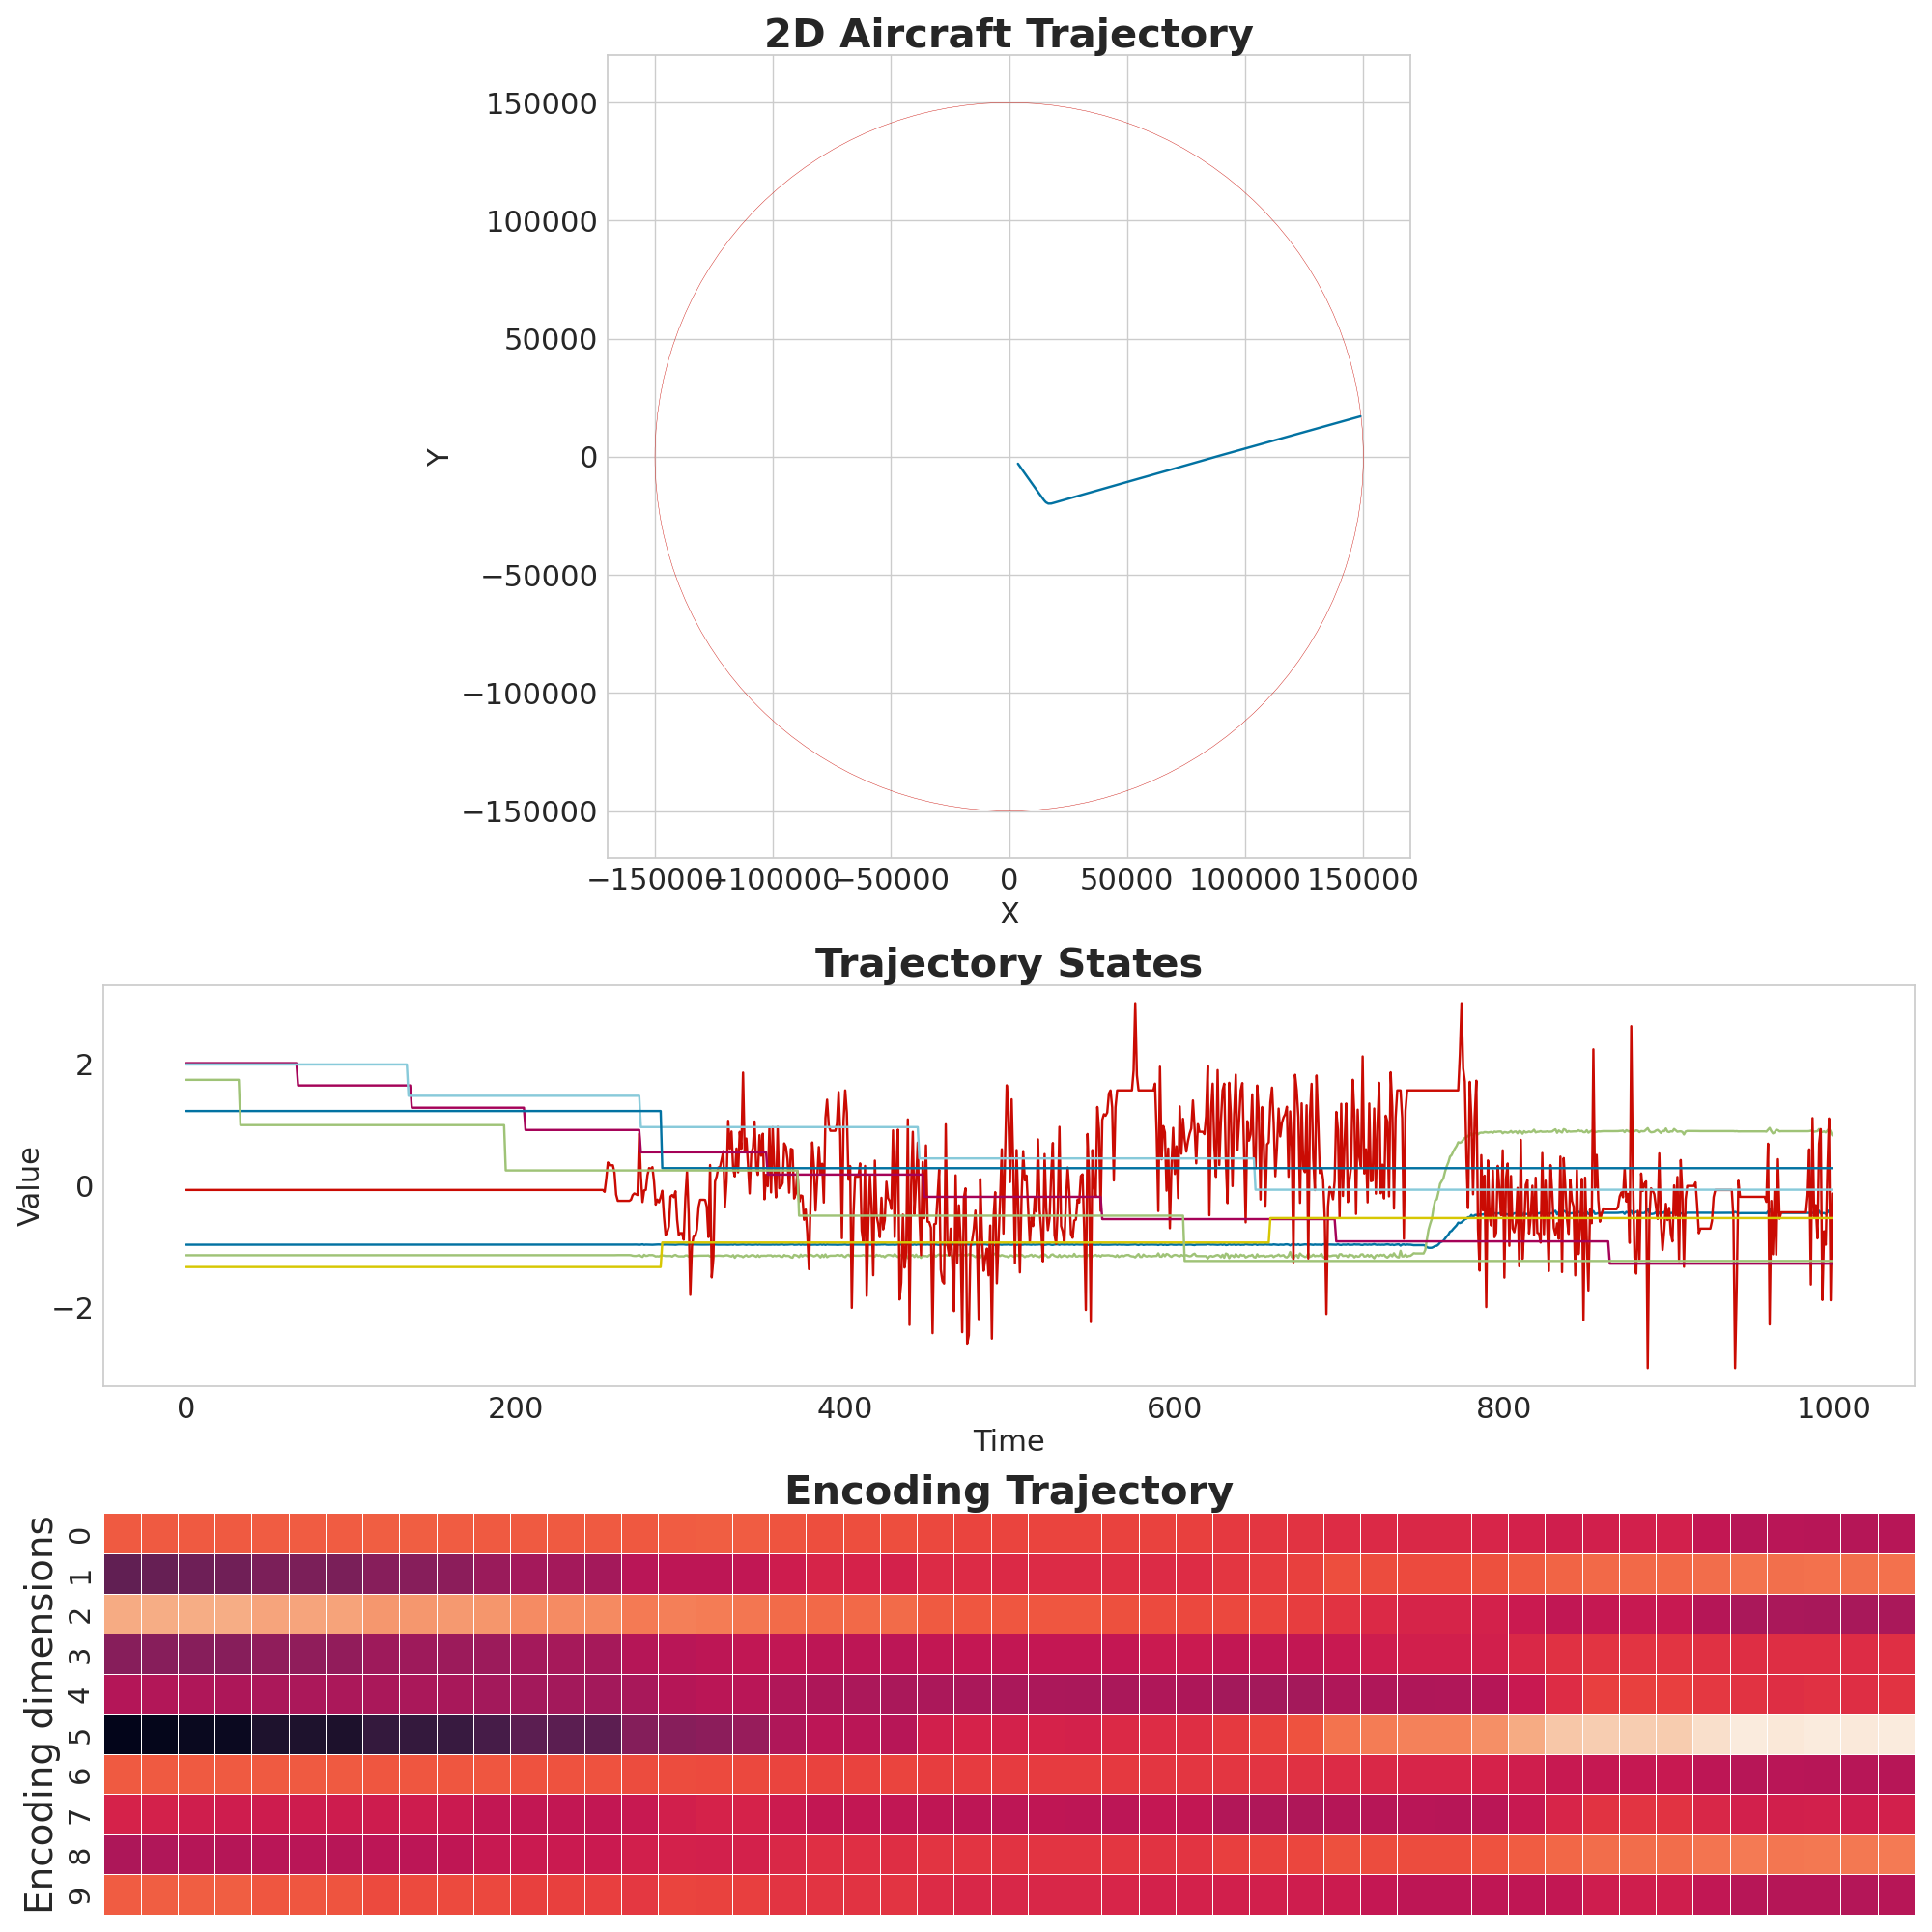 2D Aircraft Trajectory
150000
100000
50000
0
−50000
−100000
−150000
Y
−150000 −100000 −50000 0 50000 100000 150000
X
Trajectory States
2
0
−2
Value
0 200 400 600 800 1000
Time
Encoding Trajectory
Encoding dimensions
0
1
2
3
4
5
6
7
8
9